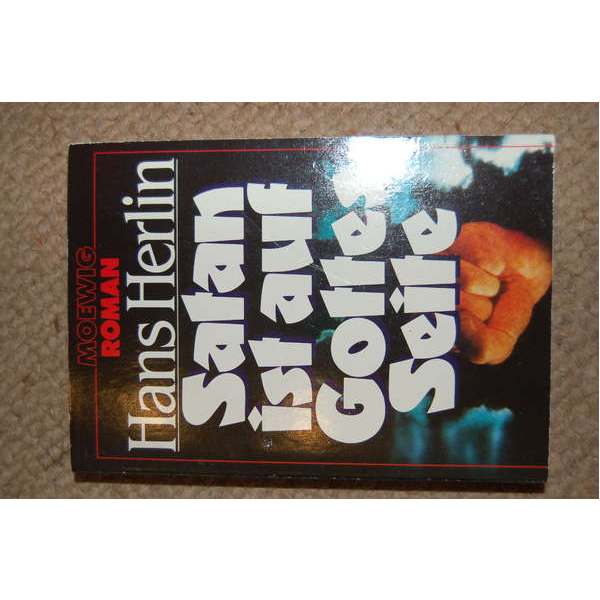 MOEWIG
ROMAN
Hans Herlin
Satan
ist auf
Gottes
Seite